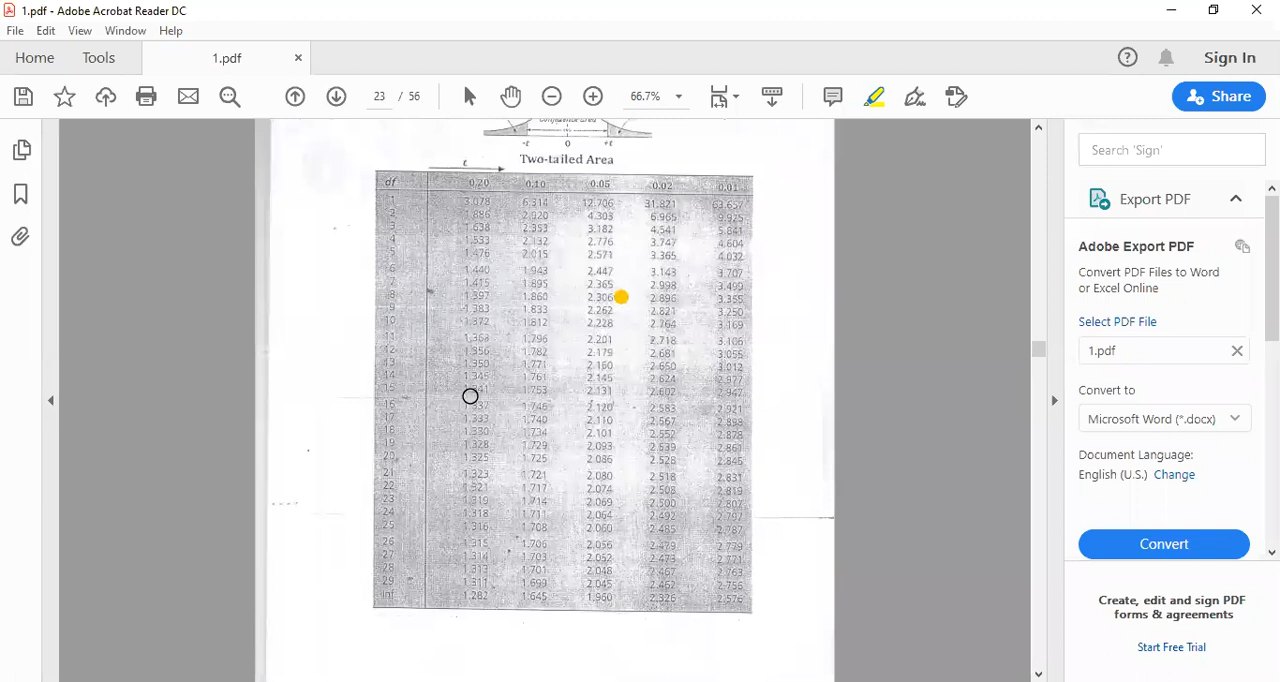 1.pdf - Adobe Acrobat Reader DC
File Edit View Window Help
Home Tools 1.pdf Sign In
23 / 56 66.7% Share
-t 0 +t
Two-tailed Area
t
df 0.20 0.10 0.05 0.02 0.01
1 3.078 6.314 12.706 31.821 63.657
2 1.886 2.920 4.303 6.965 9.925
3 1.638 2.353 3.182 4.541 5.841
4 1.533 2.132 2.776 3.747 4.604
5 1.476 2.015 2.571 3.365 4.032
6 1.440 1.943 2.447 3.143 3.707
7 1.415 1.895 2.365 2.998 3.499
8 1.397 1.860 2.306 2.896 3.355
9 1.383 1.833 2.262 2.821 3.250
10 1.372 1.812 2.228 2.764 3.169
11 1.363 1.796 2.201 2.718 3.106
12 1.356 1.782 2.179 2.681 3.055
13 1.350 1.771 2.160 2.650 3.012
14 1.345 1.761 2.145 2.624 2.977
15 1.753 2.131 2.602 2.947
16 1.337 1.746 2.120 2.583 2.921
17 1.333 1.740 2.110 2.567 2.898
18 1.330 1.734 2.101 2.552 2.878
19 1.328 1.729 2.093 2.539 2.861
20 1.325 1.725 2.086 2.528 2.845
21 1.323 1.721 2.080 2.518 2.831
22 1.321 1.717 2.074 2.508 2.819
23 1.319 1.714 2.069 2.500 2.807
24 1.318 1.711 2.064 2.492 2.797
25 1.316 1.708 2.060 2.485 2.787
26 1.315 1.706 2.056 2.479 2.779
27 1.314 1.703 2.052 2.473 2.771
28 1.313 1.701 2.048 2.467 2.763
29 1.311 1.699 2.045 2.462 2.756
Inf 1.282 1.645 1.960 2.326 2.576
Search 'Sign'
Export PDF
Adobe Export PDF
Convert PDF Files to Word
or Excel Online
Select PDF File
1.pdf
Convert to
Microsoft Word (*.docx)
Document Language:
English (U.S.) Change
Convert
Create, edit and sign PDF
forms & agreements
Start Free Trial